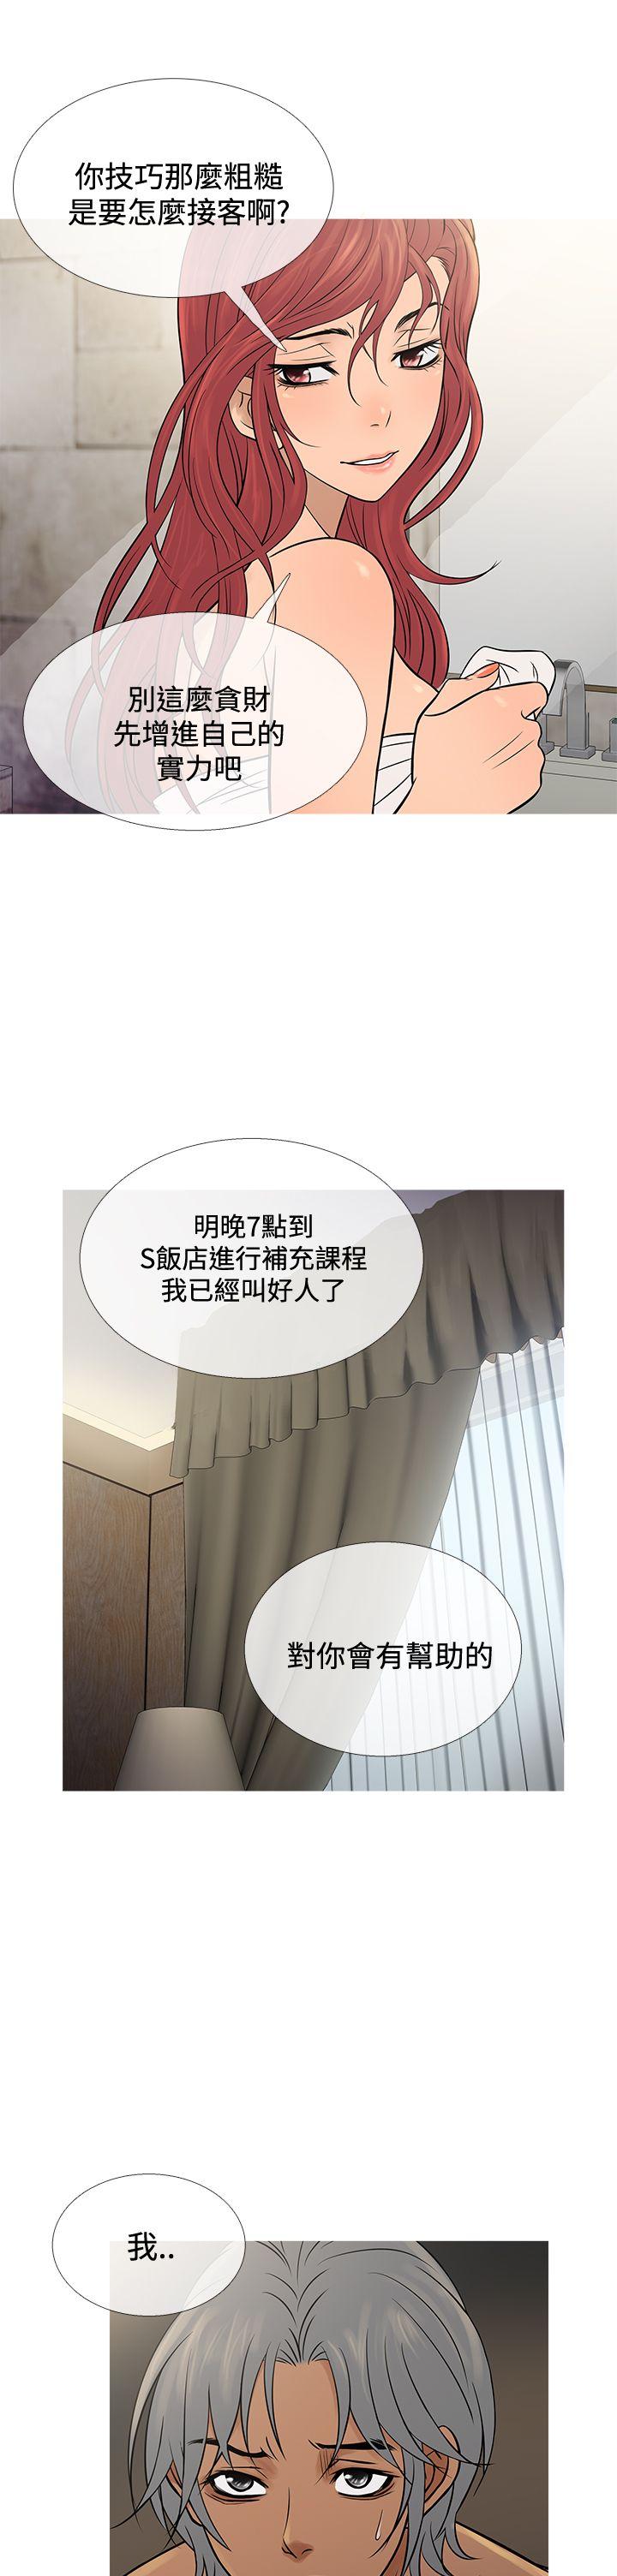 你技巧那麼粗糙
是要怎麼接客啊?
別這麼貪財
先增進自己的
實力吧
明晚7點到
S飯店進行補充課程
我已經叫好人了
對你會有幫助的
我..